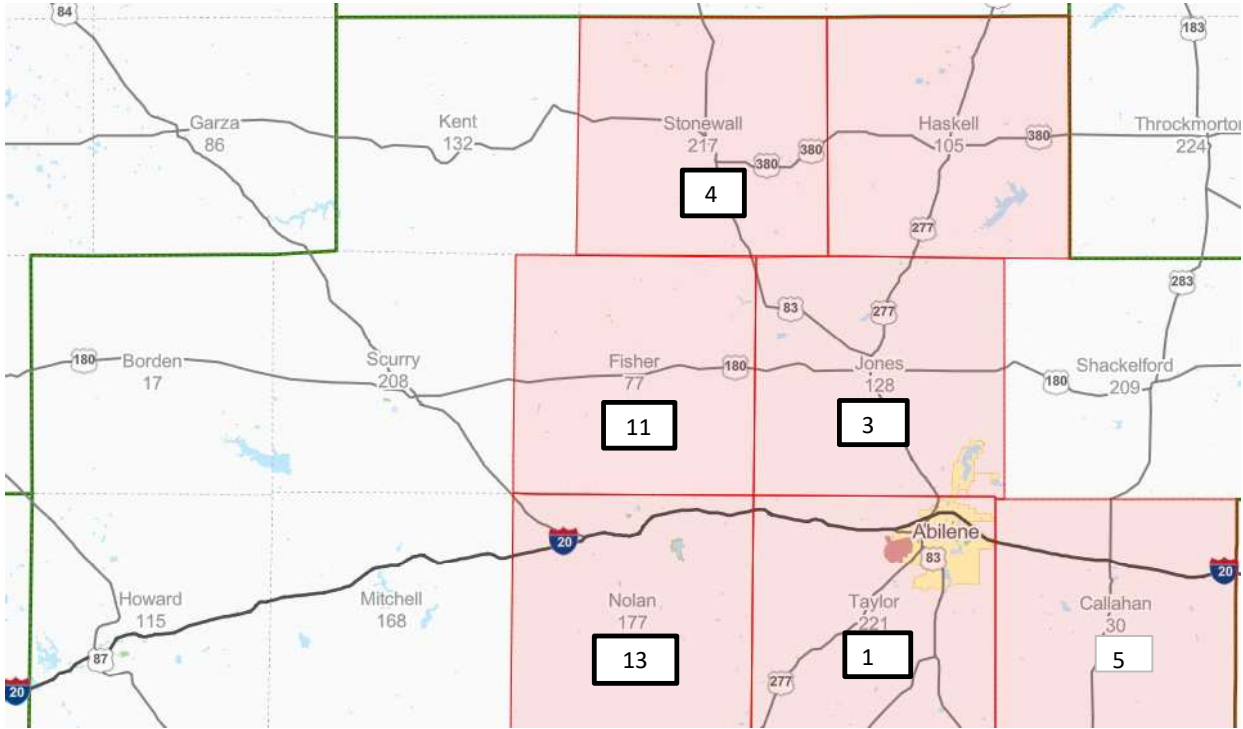 84
183
Garza
86
Kent
132
Stonewall
217
380
380
Haskell
105
380
Throckmorton
224
4
277
283
83
277
180
Borden
17
Scurry
208
Fisher
77
180
Jones
128
180
Shackelford
209
11
3
20
Abilene
83
20
Howard
115
Mitchell
168
Nolan
177
Taylor
221
Callahan
30
87
13
1
5
277
20